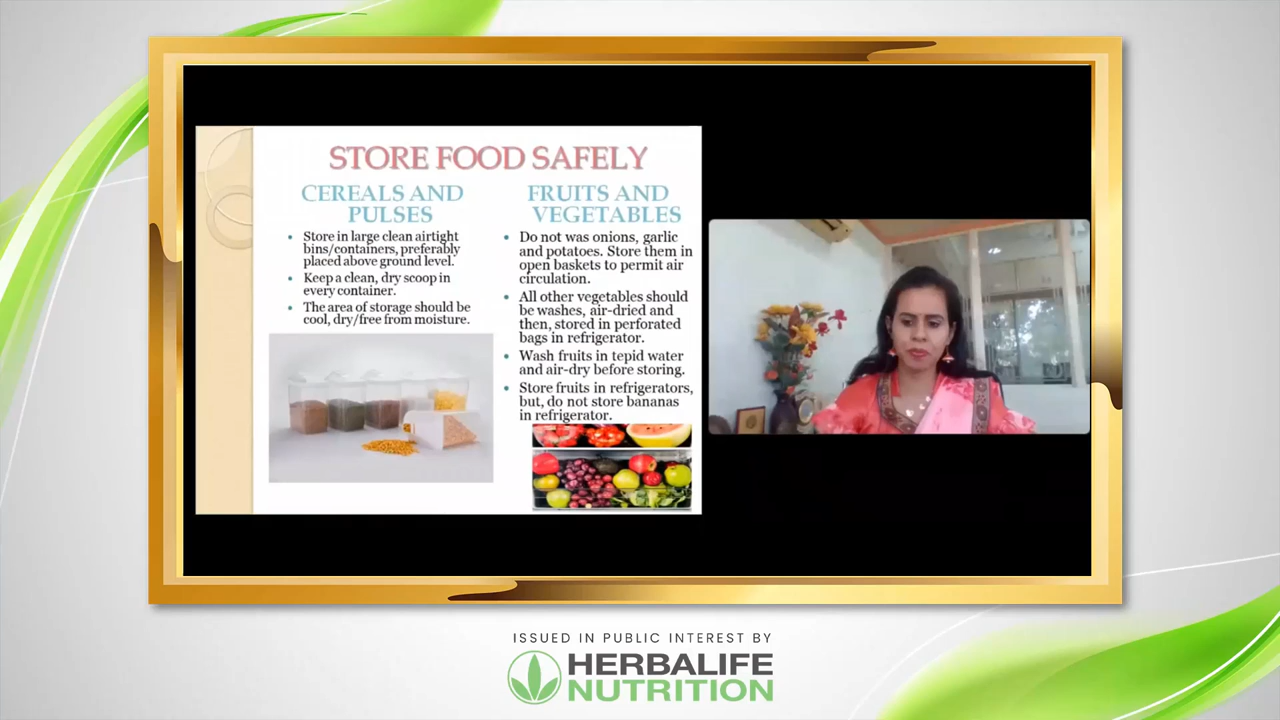 STORE FOOD SAFELY
CEREALS AND
PULSES
• Store in large clean airtight
bins/containers, preferably
placed above ground level.
• Keep a clean, dry scoop in
every container.
• The area of storage should be
cool, dry/free from moisture.
FRUITS AND
VEGETABLES
• Do not was onions, garlic
and potatoes. Store them in
open baskets to permit air
circulation.
• All other vegetables should
be washes, air-dried and
then, stored in perforated
bags in refrigerator.
• Wash fruits in tepid water
and air-dry before storing.
• Store fruits in refrigerators,
but, do not store bananas
in refrigerator.
ISSUED IN PUBLIC INTEREST BY
HERBALIFE
NUTRITION